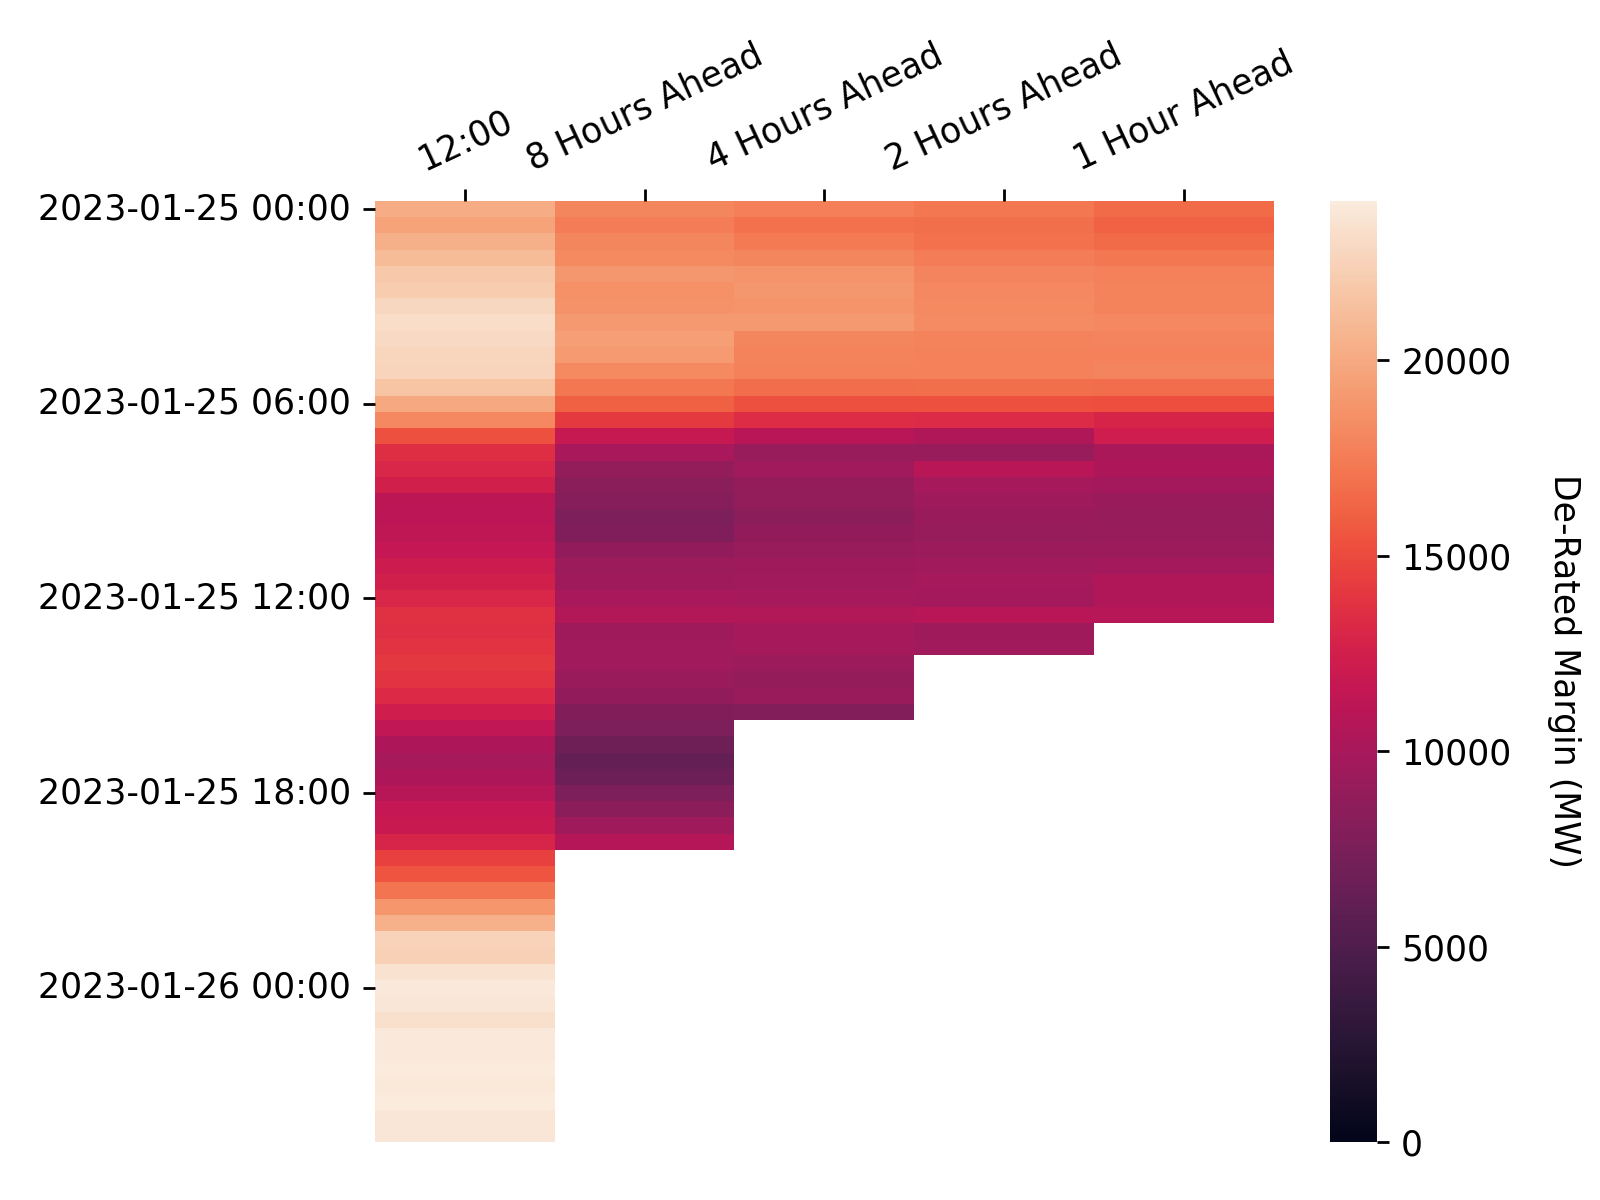 12:00
8 Hours Ahead
4 Hours Ahead
2 Hours Ahead
1 Hour Ahead
2023-01-25 00:00
2023-01-25 06:00
2023-01-25 12:00
2023-01-25 18:00
2023-01-26 00:00
20000
15000
10000
5000
0
De-Rated Margin (MW)